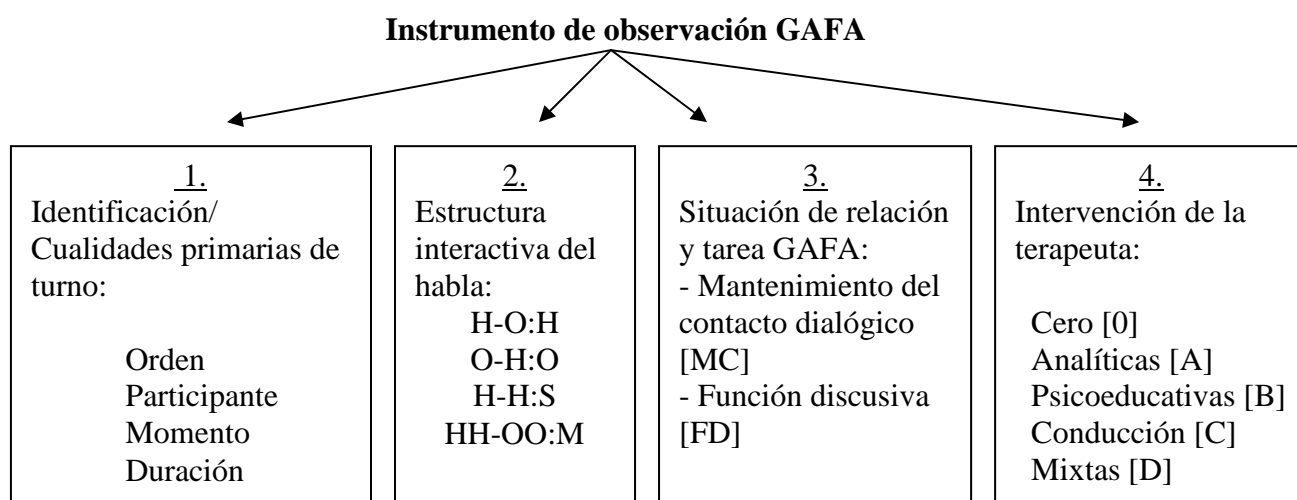 Instrumento de observación GAFA
1.
Identificación/
Cualidades primarias de
turno:
Orden
Participante
Momento
Duración
2.
Estructura
interactiva del
habla:
H-O:H
O-H:O
H-H:S
HH-OO:M
3.
Situación de relación
y tarea GAFA:
- Mantenimiento del
contacto dialógico
[MC]
- Función discusiva
[FD]
4.
Intervención de la
terapeuta:
Cero [0]
Analíticas [A]
Psicoeducativas [B]
Conducción [C]
Mixtas [D]